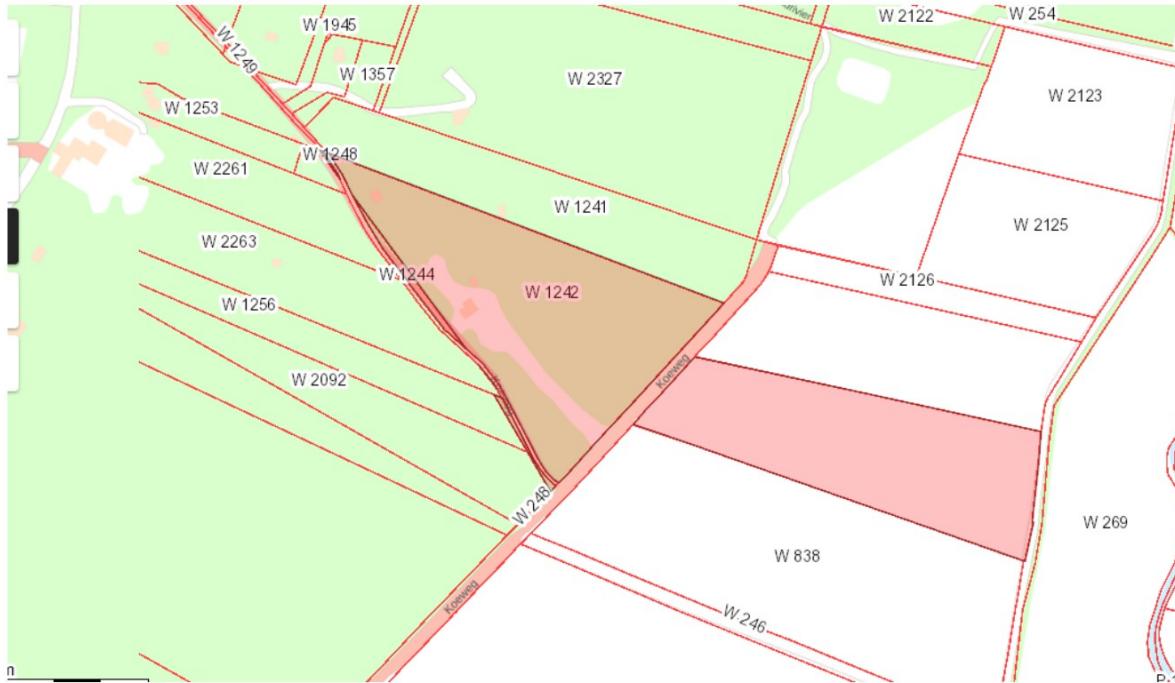 W 2122
W 254
W 1945
W 1249
W 1357
W 2327
W 2123
W 1253
W 1248
W 2261
W 1241
W 2125
W 2263
W 1244
W 1242
W 2126
W 1256
Koeweg
W 2092
W 248
W 269
W 838
Koeweg
W 246